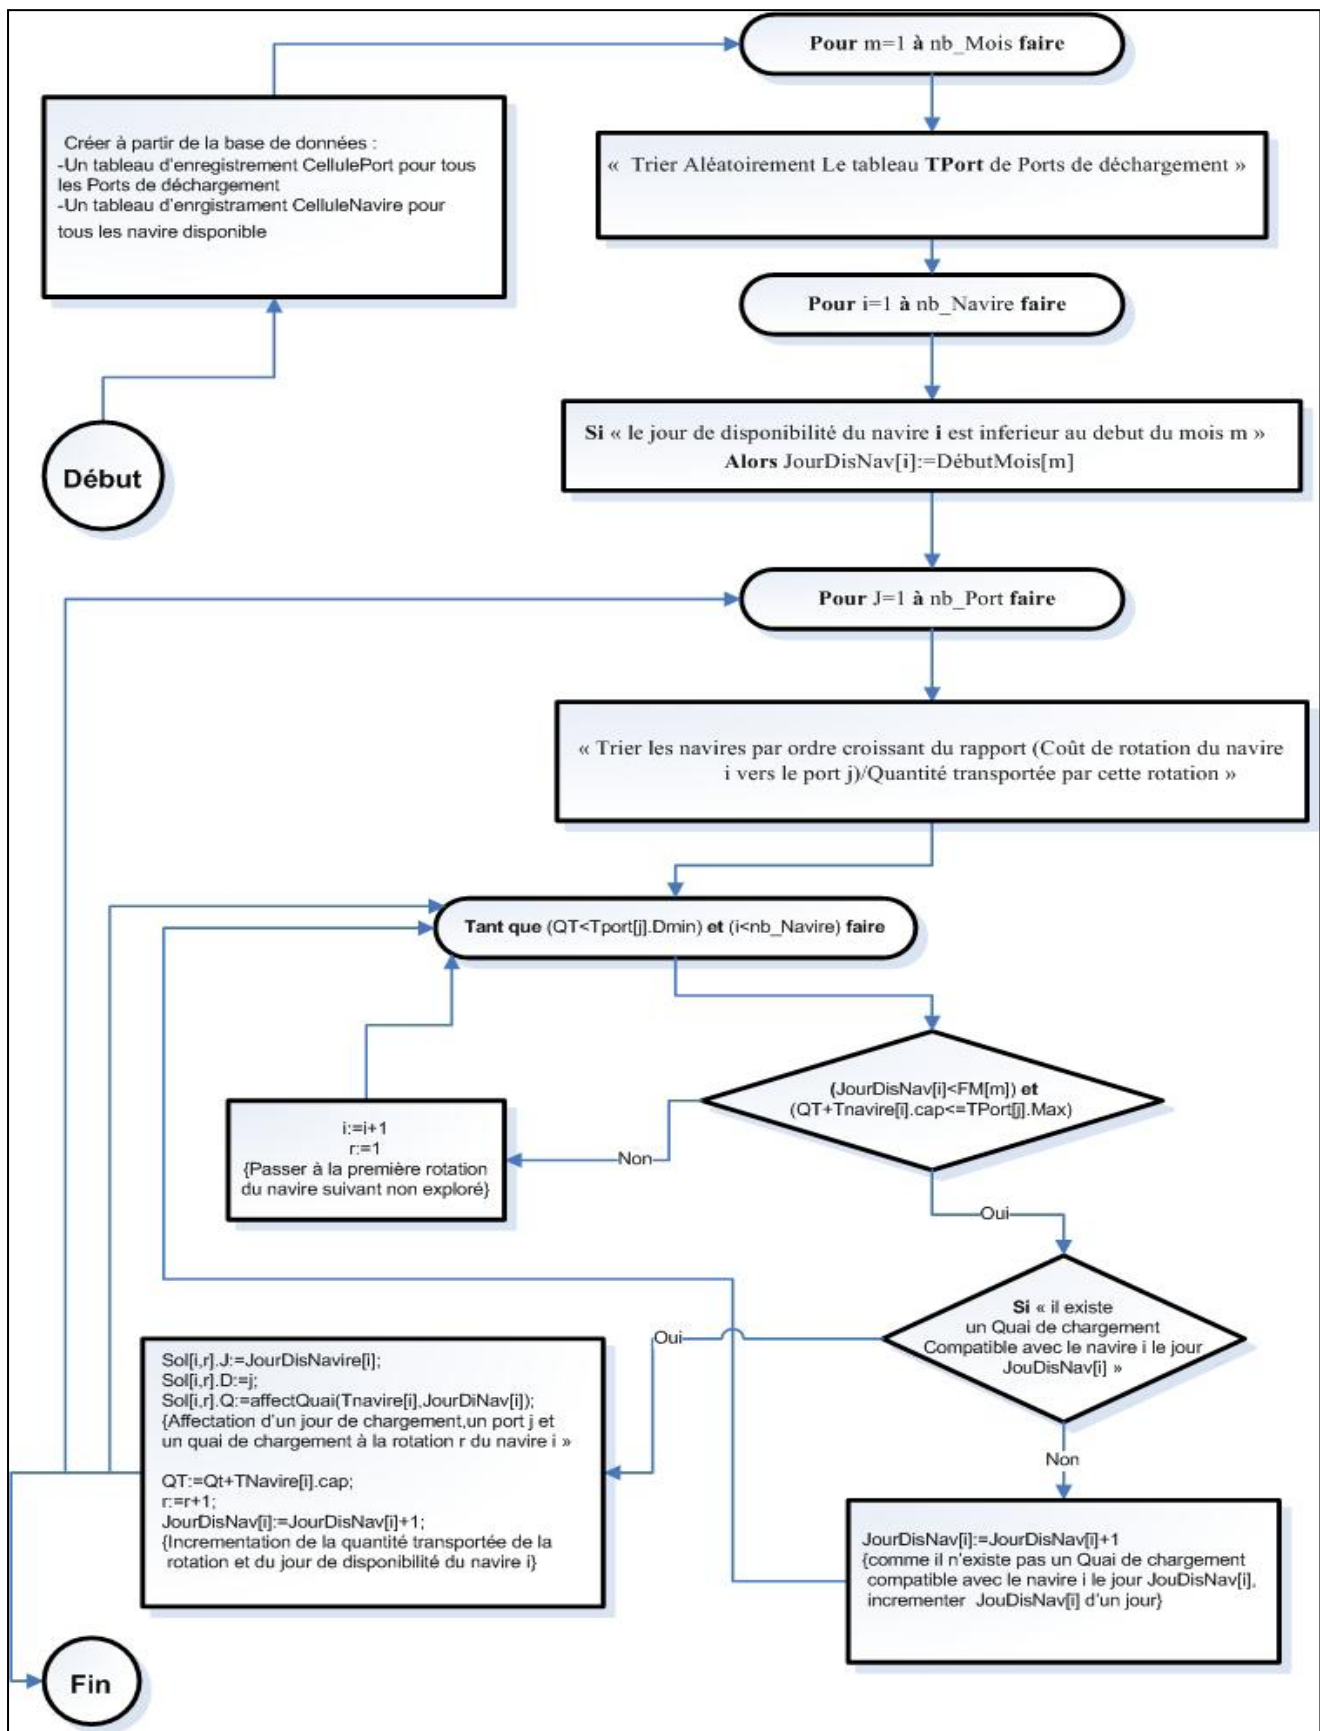 Pour m=1 à nb_Mois faire
Créer à partir de la base de données :
-Un tableau d'enregistrement CellulePort pour tous
les Ports de déchargement
-Un tableau d'enrgistrament CelluleNavire pour
tous les navire disponible
« Trier Aléatoirement Le tableau TPort de Ports de déchargement »
Pour i=1 à nb_Navire faire
Si « le jour de disponibilité du navire i est inferieur au debut du mois m »
Alors JourDisNav[i]:=DébutMois[m]
Début
Pour J=1 à nb_Port faire
« Trier les navires par ordre croissant du rapport (Coût de rotation du navire
i vers le port j)/Quantité transportée par cette rotation »
Tant que (QT<Tport[j].Dmin) et (i<nb_Navire) faire
(JourDisNav[i]<FM[m]) et
(QT+Tnavire[i].cap<=TPort[j].Max)
i:=i+1
r:=1
{Passer à la première rotation
du navire suivant non exploré}
Non
Oui
Si « il existe
un Quai de chargement
Compatible avec le navire i le jour
JouDisNav[i] »
Oui
Sol[i,r].J:=JourDisNavire[i];
Sol[i,r].D:=j;
Sol[i,r].Q:=affectQuai(Tnavire[i],JourDiNav[i]);
{Affectation d'un jour de chargement,un port j et
un quai de chargement à la rotation r du navire i »
QT:=Qt+TNavire[i].cap;
r:=r+1;
JourDisNav[i]:=JourDisNav[i]+1;
{Incrementation de la quantité transportée de la
rotation et du jour de disponibilité du navire i}
Non
JourDisNav[i]:=JourDisNav[i]+1
{comme il n'existe pas un Quai de chargement
compatible avec le navire i le jour JouDisNav[i],
incrementer JouDisNav[i] d'un jour}
Fin